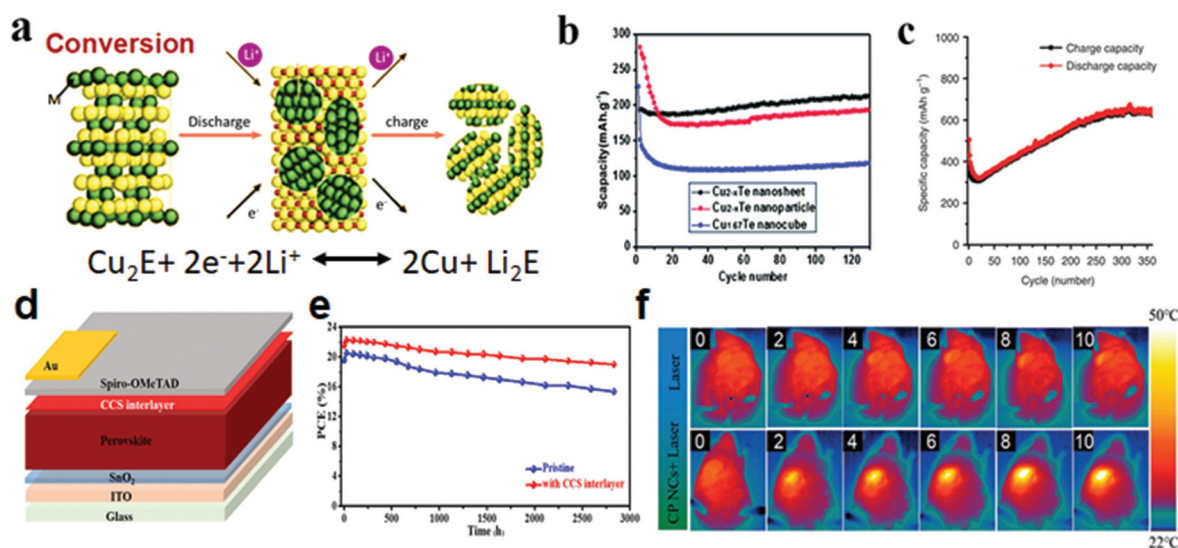 a
Conversion
Li⁺
Li⁺
M
Discharge
charge
e⁻
e⁻
Cu₂E+ 2e⁻+2Li⁺ ⟷ 2Cu+ Li₂E
b
Scapacity(mAh.g⁻¹)
300
250
200
150
100
50
0
Cu₂₋ₓTe nanosheet
Cu₂₋ₓTe nanoparticle
Cu₁.₆₇Te nanocube
0 20 40 60 80 100 120
Cycle number
c
Specific capacity (mAh g⁻¹)
1000
800
600
400
200
0
Charge capacity
Discharge capacity
0 50 100 150 200 250 300 350
Cycle (number)
d
Au
Spiro-OMeTAD
CCS interlayer
Perovskite
SnO₂
ITO
Glass
e
PCE (%)
24
20
16
12
8
4
0
Pristine
with CCS interlayer
0 500 1000 1500 2000 2500 3000
Time (h)
f
Laser
0 2 4 6 8 10
CP NCs+ Laser
0 2 4 6 8 10
50°C
22°C